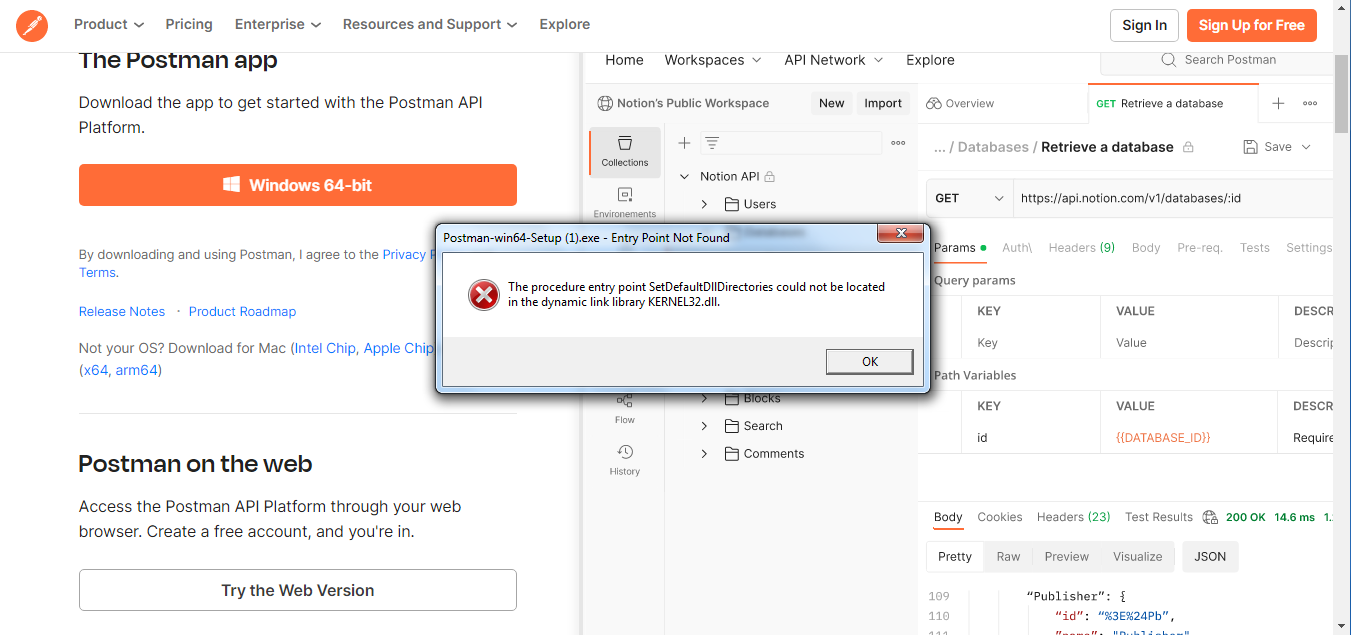 Product Pricing Enterprise Resources and Support Explore Sign In Sign Up for Free
The Postman app
Download the app to get started with the Postman API
Platform.
Windows 64-bit
By downloading and using Postman, I agree to the Privacy
Terms.
Release Notes · Product Roadmap
Not your OS? Download for Mac (Intel Chip, Apple Chip
(x64, arm64)
Postman on the web
Access the Postman API Platform through your web
browser. Create a free account, and you're in.
Try the Web Version
Home Workspaces API Network Explore Search Postman
Notion's Public Workspace New Import
Overview GET Retrieve a database
Collections
Environements
Notion API
Users
Databases
... / Databases / Retrieve a database Save
GET https://api.notion.com/v1/databases/:id
Params Auth\ Headers (9) Body Pre-req. Tests Settings
Query params
KEY VALUE DESCR
Key Value Descrip
Path Variables
KEY VALUE DESCR
id {{DATABASE_ID}} Require
Postman-win64-Setup (1).exe - Entry Point Not Found
The procedure entry point SetDefaultDllDirectories could not be located
in the dynamic link library KERNEL32.dll.
OK
Blocks
Flow
Search
Comments
History
Body Cookies Headers (23) Test Results 200 OK 14.6 ms 1.
Pretty Raw Preview Visualize JSON
109 “Publisher”: {
110 “id”: “%3E%24Pb”,
111 ”name”: "Publisher"